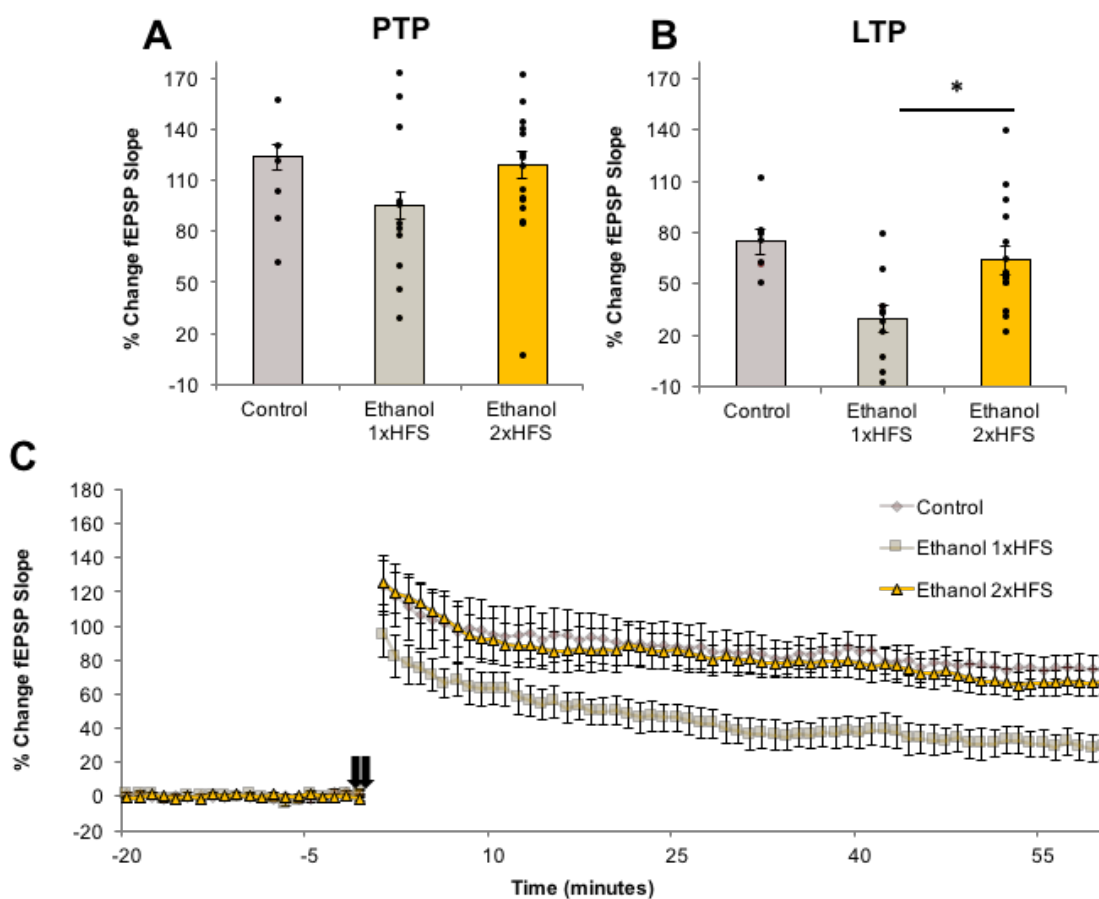 A
PTP
% Change fEPSP Slope
170
140
110
80
50
20
-10
Control
Ethanol
1xHFS
Ethanol
2xHFS
B
LTP
% Change fEPSP Slope
170
140
110
80
50
20
-10
*
Control
Ethanol
1xHFS
Ethanol
2xHFS
C
% Change fEPSP Slope
180
160
140
120
100
80
60
40
20
0
-20
Control
Ethanol 1xHFS
Ethanol 2xHFS
-20
-5
10
25
40
55
Time (minutes)